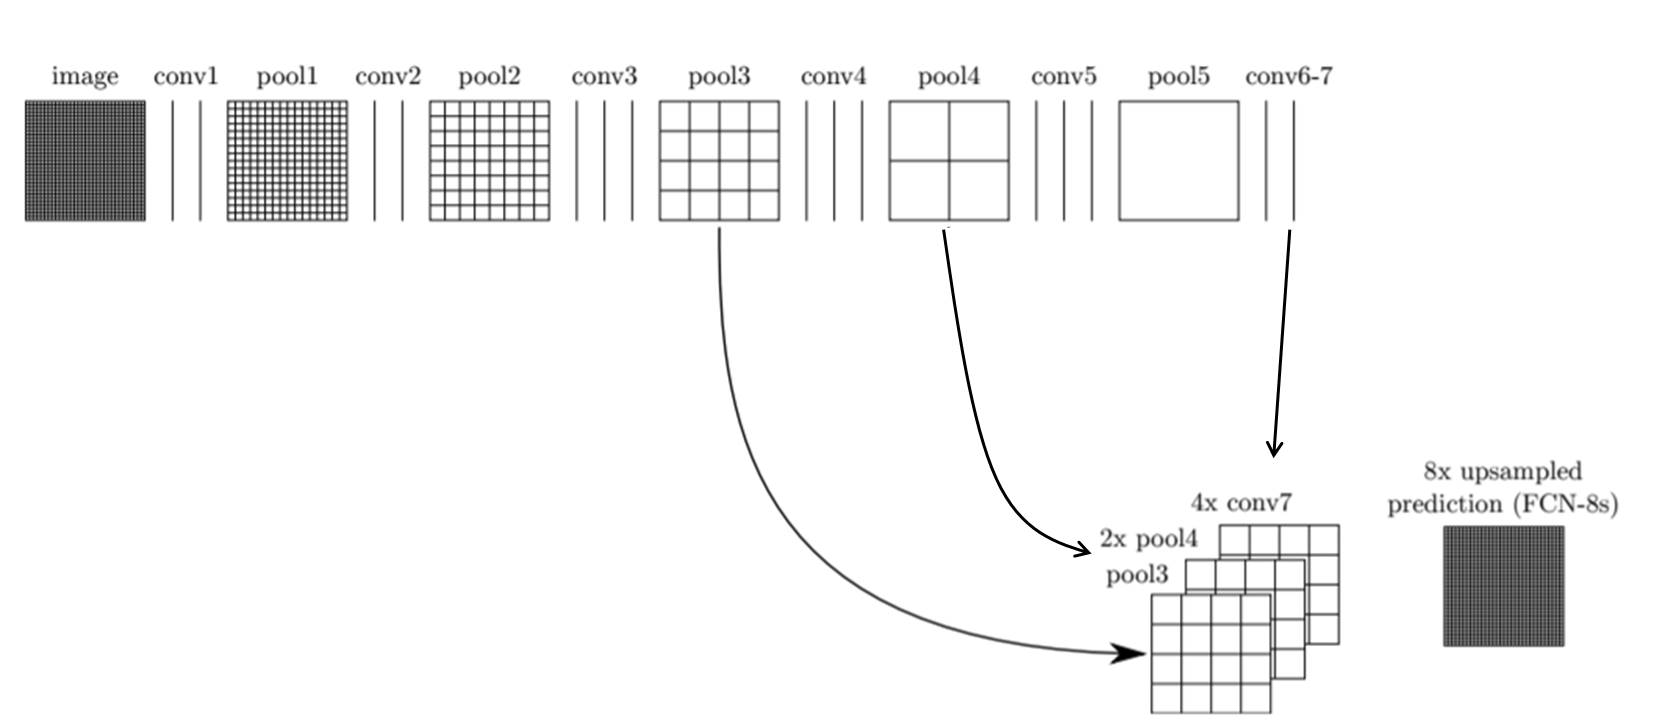 image conv1 pool1 conv2 pool2 conv3 pool3 conv4 pool4 conv5 pool5 conv6-7
8x upsampled
prediction (FCN-8s)
4x conv7
2x pool4
pool3